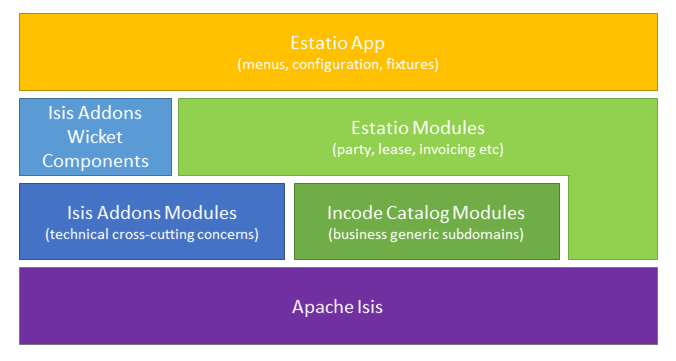 Estatio App
(menus, configuration, fixtures)
Isis Addons
Wicket
Components
Estatio Modules
(party, lease, invoicing etc)
Isis Addons Modules
(technical cross-cutting concerns)
Incode Catalog Modules
(business generic subdomains)
Apache Isis